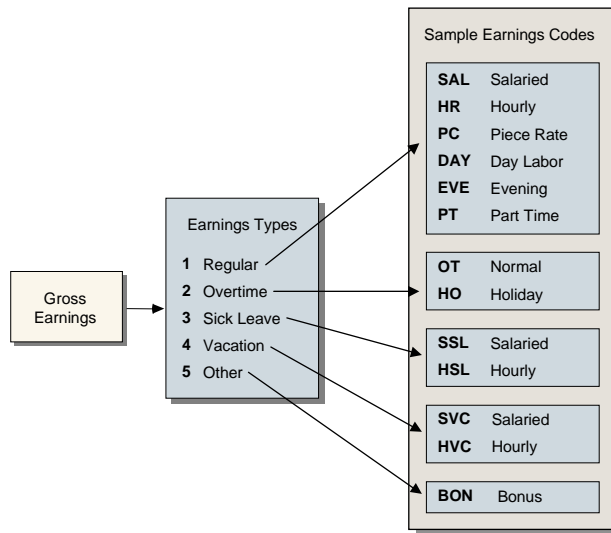 Gross
Earnings
Earnings Types
1 Regular
2 Overtime
3 Sick Leave
4 Vacation
5 Other
Sample Earnings Codes
SAL Salaried
HR Hourly
PC Piece Rate
DAY Day Labor
EVE Evening
PT Part Time
OT Normal
HO Holiday
SSL Salaried
HSL Hourly
SVC Salaried
HVC Hourly
BON Bonus